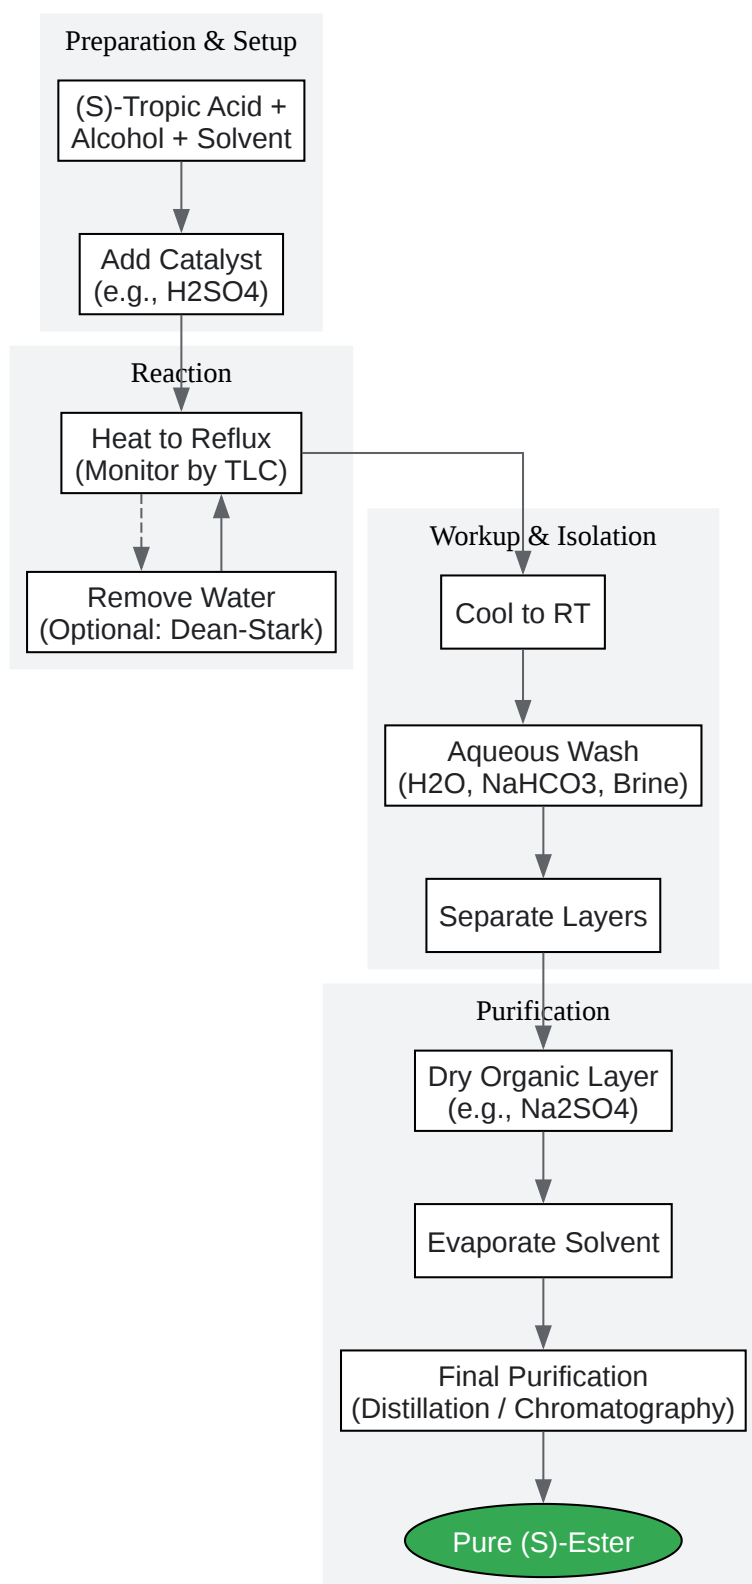 Preparation & Setup
(S)-Tropic Acid +
Alcohol + Solvent
Add Catalyst
(e.g., H2SO4)
Reaction
Heat to Reflux
(Monitor by TLC)
Remove Water
(Optional: Dean-Stark)
Workup & Isolation
Cool to RT
Aqueous Wash
(H2O, NaHCO3, Brine)
Separate Layers
Purification
Dry Organic Layer
(e.g., Na2SO4)
Evaporate Solvent
Final Purification
(Distillation / Chromatography)
Pure (S)-Ester